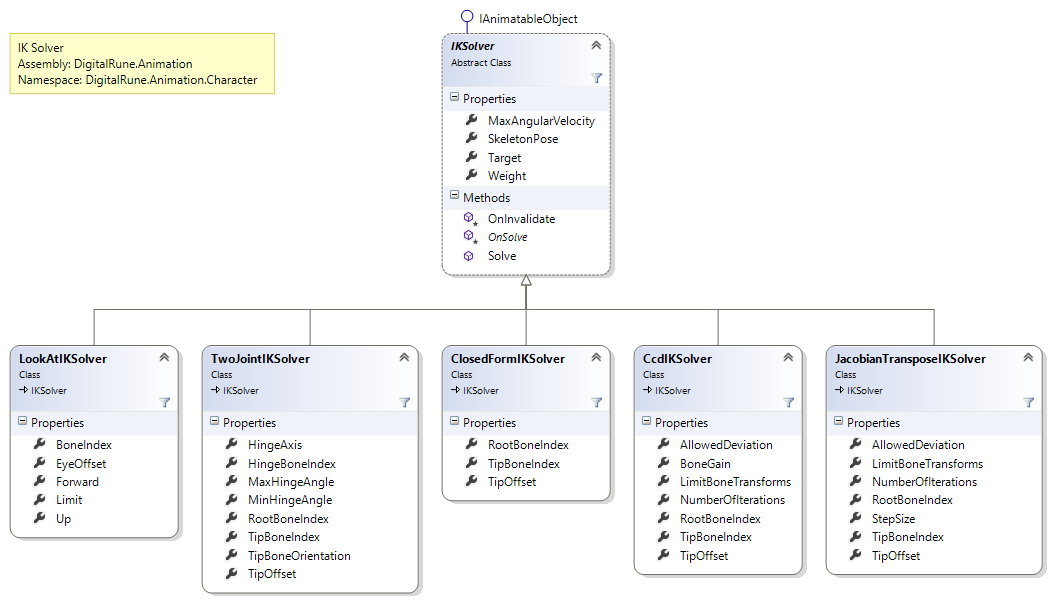 IAnimatableObject
IK Solver
Assembly: DigitalRune.Animation
Namespace: DigitalRune.Animation.Character
IKSolver
Abstract Class
Properties
MaxAngularVelocity
SkeletonPose
Target
Weight
Methods
OnInvalidate
OnSolve
Solve
LookAtIKSolver
Class
IKSolver
Properties
BoneIndex
EyeOffset
Forward
Limit
Up
TwoJointIKSolver
Class
IKSolver
Properties
HingeAxis
HingeBoneIndex
MaxHingeAngle
MinHingeAngle
RootBoneIndex
TipBoneIndex
TipBoneOrientation
TipOffset
ClosedFormIKSolver
Class
IKSolver
Properties
RootBoneIndex
TipBoneIndex
TipOffset
CcdIKSolver
Class
IKSolver
Properties
AllowedDeviation
BoneGain
LimitBoneTransforms
NumberOfIterations
RootBoneIndex
TipBoneIndex
TipOffset
JacobianTransposeIKSolver
Class
IKSolver
Properties
AllowedDeviation
LimitBoneTransforms
NumberOfIterations
RootBoneIndex
StepSize
TipBoneIndex
TipOffset